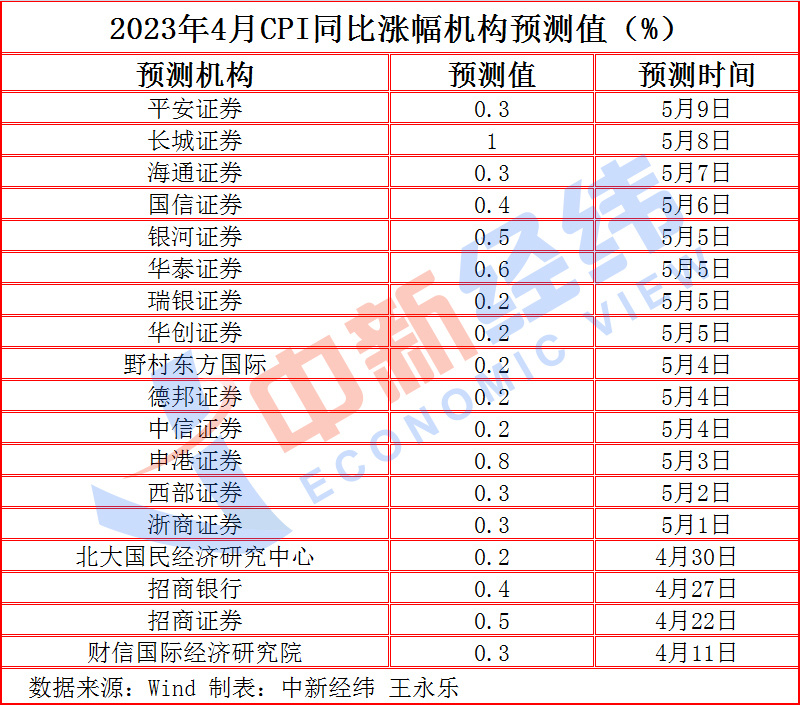 2023年4月CPI同比涨幅机构预测值（%）
预测机构 预测值 预测时间
平安证券 0.3 5月9日
长城证券 1 5月8日
海通证券 0.3 5月7日
国信证券 0.4 5月6日
银河证券 0.5 5月5日
华泰证券 0.6 5月5日
瑞银证券 0.2 5月5日
华创证券 0.2 5月5日
野村东方国际 0.2 5月4日
德邦证券 0.2 5月4日
中信证券 0.2 5月4日
申港证券 0.8 5月3日
西部证券 0.3 5月2日
浙商证券 0.3 5月1日
北大国民经济研究中心 0.2 4月30日
招商银行 0.4 4月27日
招商证券 0.5 4月22日
财信国际经济研究院 0.3 4月11日
数据来源：Wind 制表：中新经纬 王永乐
中新经纬
ECONOMIC VIEW